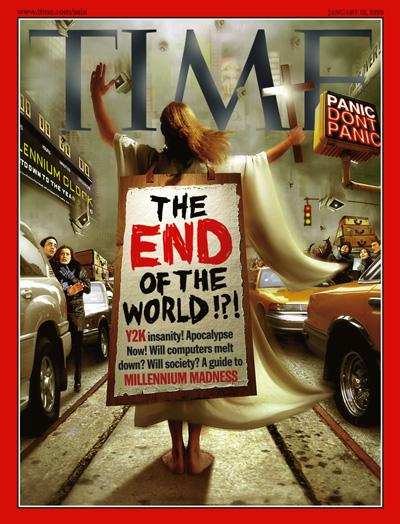 www.time.com/asia
JANUARY 18, 1999
TIME
PANIC
DONT
PANIC
LENNIUM CLOCK
TDOWN TO THE YEA
THE
END
OF THE
WORLD!?!
Y2K insanity! Apocalypse
Now! Will computers melt
down? Will society? A guide to
MILLENNIUM MADNESS